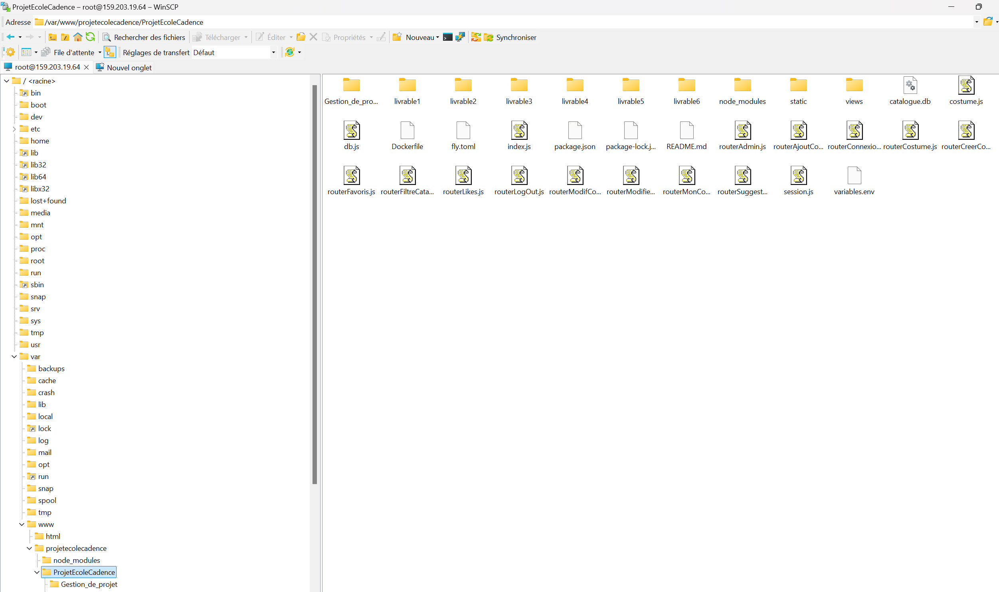 ProjetEcoleCadence – root@159.203.19.64 – WinSCP
Adresse /var/www/projetecolecadence/ProjetEcoleCadence
Rechercher des fichiers Télécharger Éditer Propriétés Nouveau Synchroniser
File d'attente Réglages de transfert Défaut
root@159.203.19.64 Nouvel onglet
/ <racine>
bin
boot
dev
etc
home
lib
lib32
lib64
libx32
lost+found
media
mnt
opt
proc
root
run
sbin
snap
srv
sys
tmp
usr
var
backups
cache
crash
lib
local
lock
log
mail
opt
run
snap
spool
tmp
www
html
projetecolecadence
node_modules
ProjetEcoleCadence
Gestion_de_projet
Gestion_de_pro... livrable1 livrable2 livrable3 livrable4 livrable5 livrable6 node_modules static views catalogue.db costume.js
db.js Dockerfile fly.toml index.js package.json package-lock.j... README.md routerAdmin.js routerAjoutCo... routerConnexio... routerCostume.js routerCreerCo...
routerFavoris.js routerFiltreCata... routerLikes.js routerLogOut.js routerModifCo... routerModifie... routerMonCo... routerSuggest... session.js variables.env